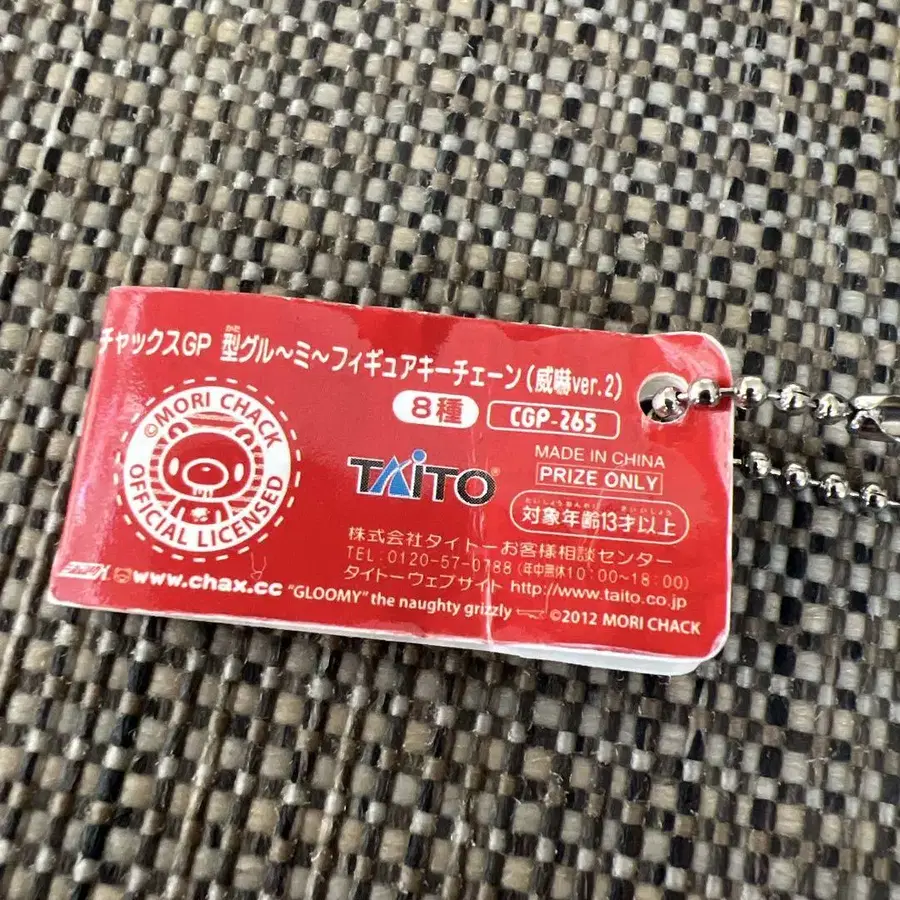 チャックスGP 型グル〜ミ〜フィギュアキーチェーン(威嚇ver.2)
8種 CGP-265
©MORI CHACK
OFFICIAL LICENSED
TAITO
MADE IN CHINA
PRIZE ONLY
対象年齢13才以上
株式会社タイトーお客様相談センター
TEL:0120-57-0788(年中無休10:00〜18:00)
タイトーウェブサイト http://www.taito.co.jp
www.chax.cc "GLOOMY" the naughty grizzly ©2012 MORI CHACK